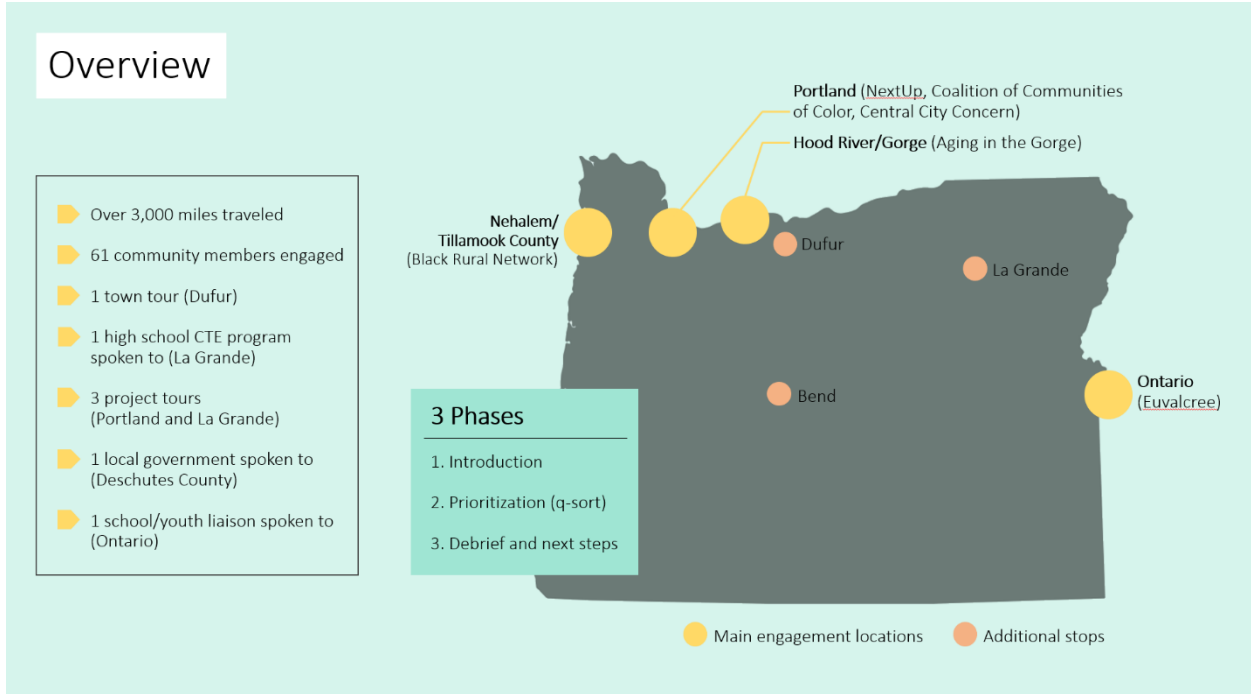 Overview
Over 3,000 miles traveled
61 community members engaged
1 town tour (Dufur)
1 high school CTE program
spoken to (La Grande)
3 project tours
(Portland and La Grande)
1 local government spoken to
(Deschutes County)
1 school/youth liaison spoken to
(Ontario)
Portland (NextUp, Coalition of Communities
of Color, Central City Concern)
Hood River/Gorge (Aging in the Gorge)
Nehalem/
Tillamook County
(Black Rural Network)
Dufur
La Grande
Bend
Ontario
(Euvalcree)
3 Phases
1. Introduction
2. Prioritization (q-sort)
3. Debrief and next steps
Main engagement locations
Additional stops